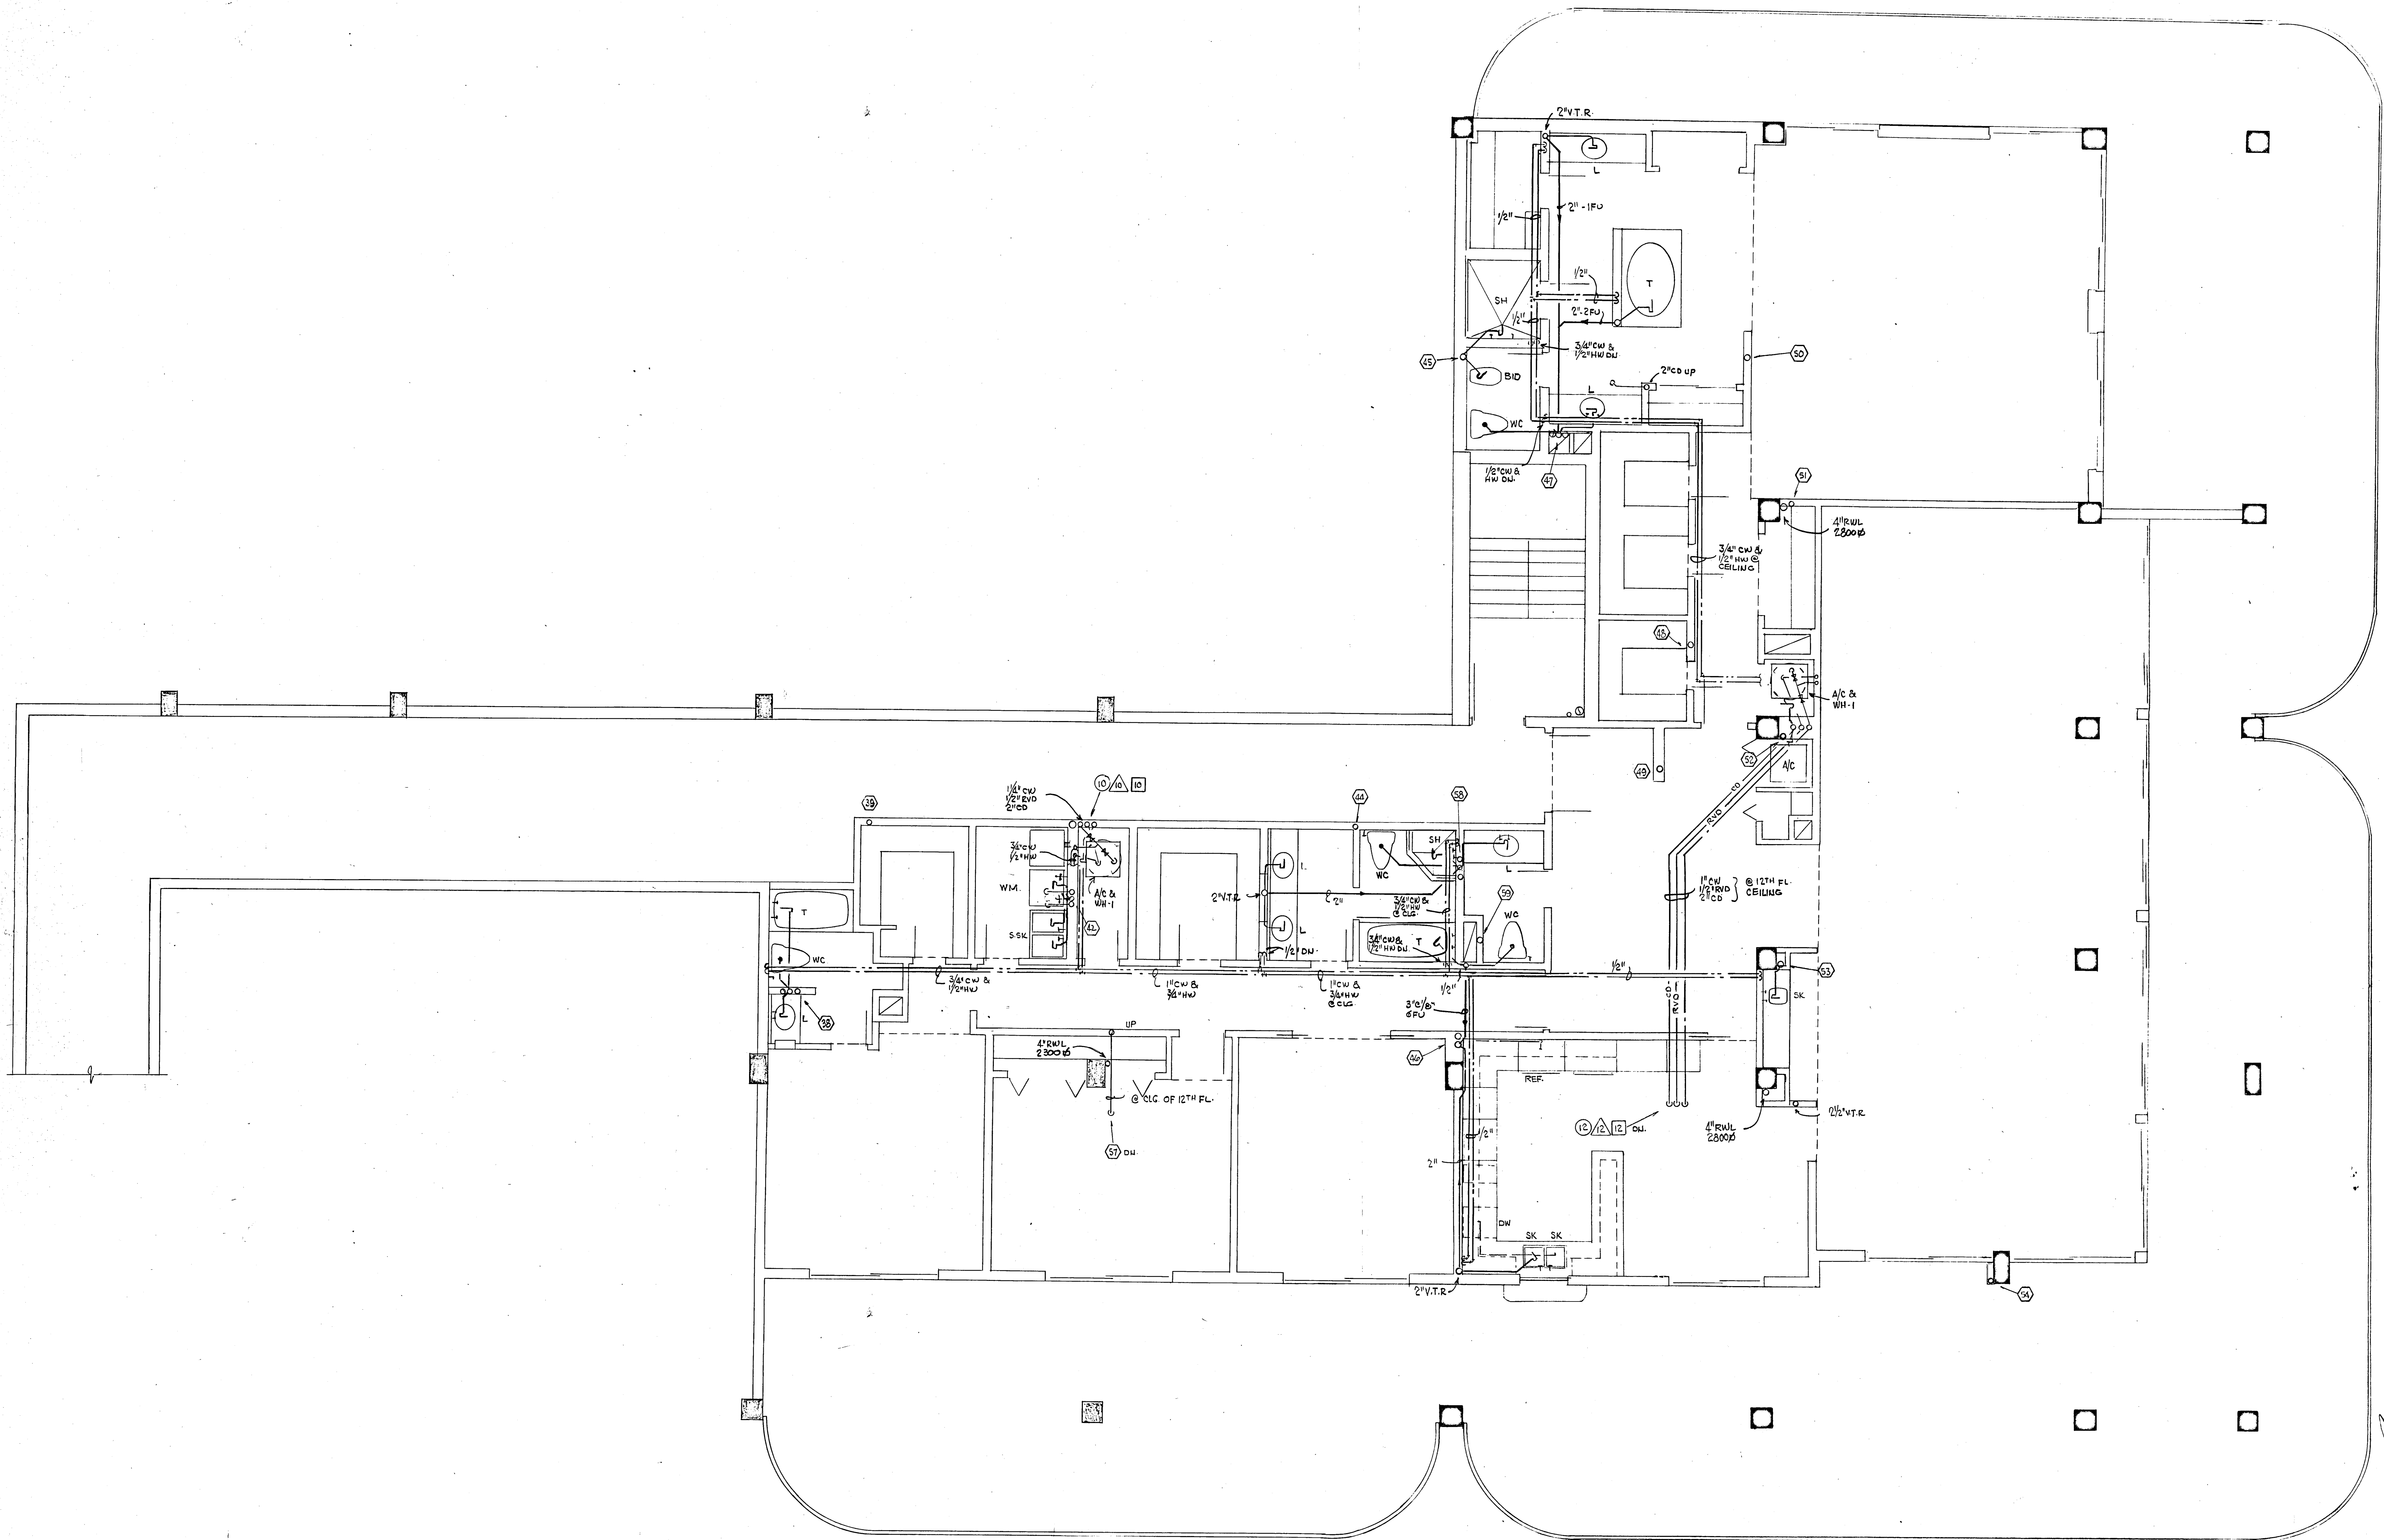 2" V.T.R.
L
2" - 1FU
1/2"
1/2"
T
SH
2"-2FU
1/2"
3/4" CW &
1/2" HW DN.
45
50
BID
2" CD UP
L
WC
1/2" CW &
HW DN.
47
51
4" RWL
2800φ
3/4" CW &
1/2" HW @
CEILING
48
A/C &
WH-1
52
A/C
49
CD
RVD
10
10
10
1/4" CW
1/2" RVD
2" CD
39
44
58
3/4" CW
1/2" HW
SH
L
WC
L
W.M.
A/C &
WH-1
2" V.T.R
2"
3/4" CW &
1/2" HW
@ CLG.
59
WC
1" CW
1/2" RVD
2" CD
@ 12TH FL.
CEILING
T
S.SK
42
L
3/4" CW &
1/2" HW DN.
T
1/2" DN.
WC
3/4" CW &
1/2" HW
1" CW &
3/4" HW
1" CW &
3/4" HW
@ CLG
1/2"
1/2"
53
SK
CD
RVD
L
38
3" C/B
6FU
UP
4" RWL
2300φ
46
REF.
@ CLG. OF 12TH FL.
57 DN.
1/2"
2"
12
12
12 DN.
4" RWL
2800φ
2 1/2" V.T.R
DW
SK SK
2" V.T.R
54